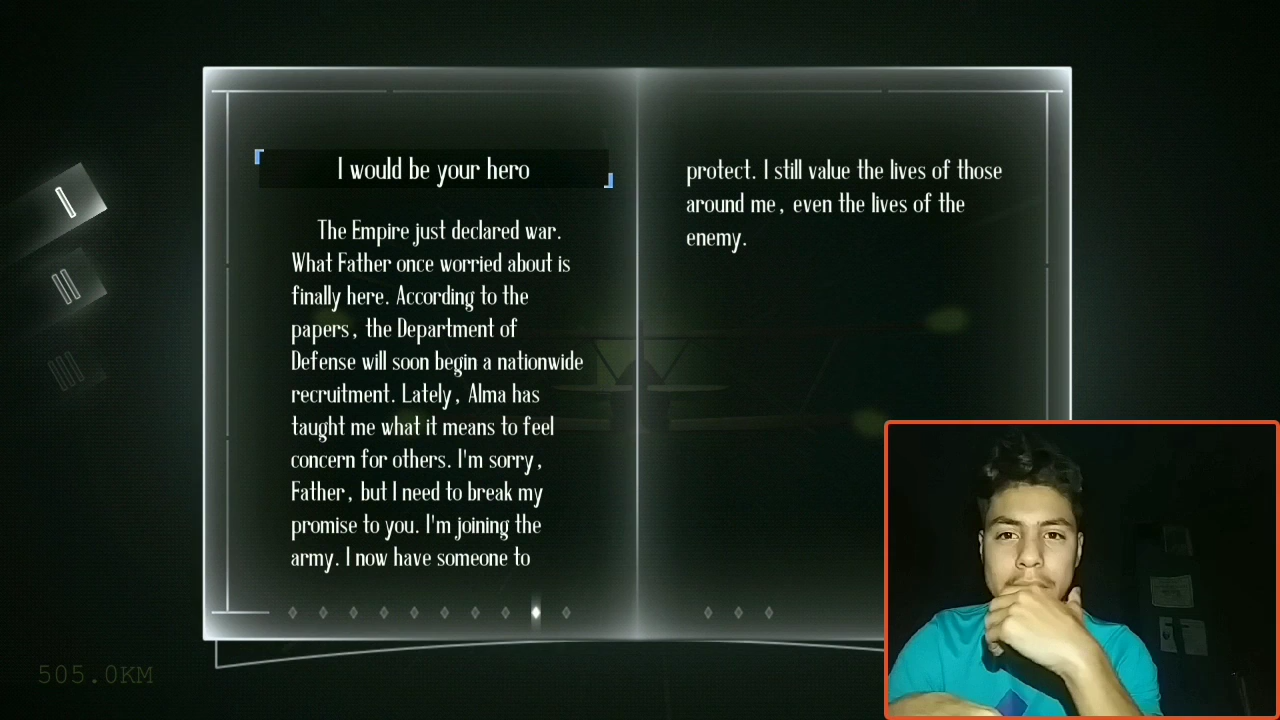 I would be your hero
The Empire just declared war.
What Father once worried about is
finally here. According to the
papers, the Department of
Defense will soon begin a nationwide
recruitment. Lately, Alma has
taught me what it means to feel
concern for others. I'm sorry,
Father, but I need to break my
promise to you. I'm joining the
army. I now have someone to
protect. I still value the lives of those
around me, even the lives of the
enemy.
505.0KM